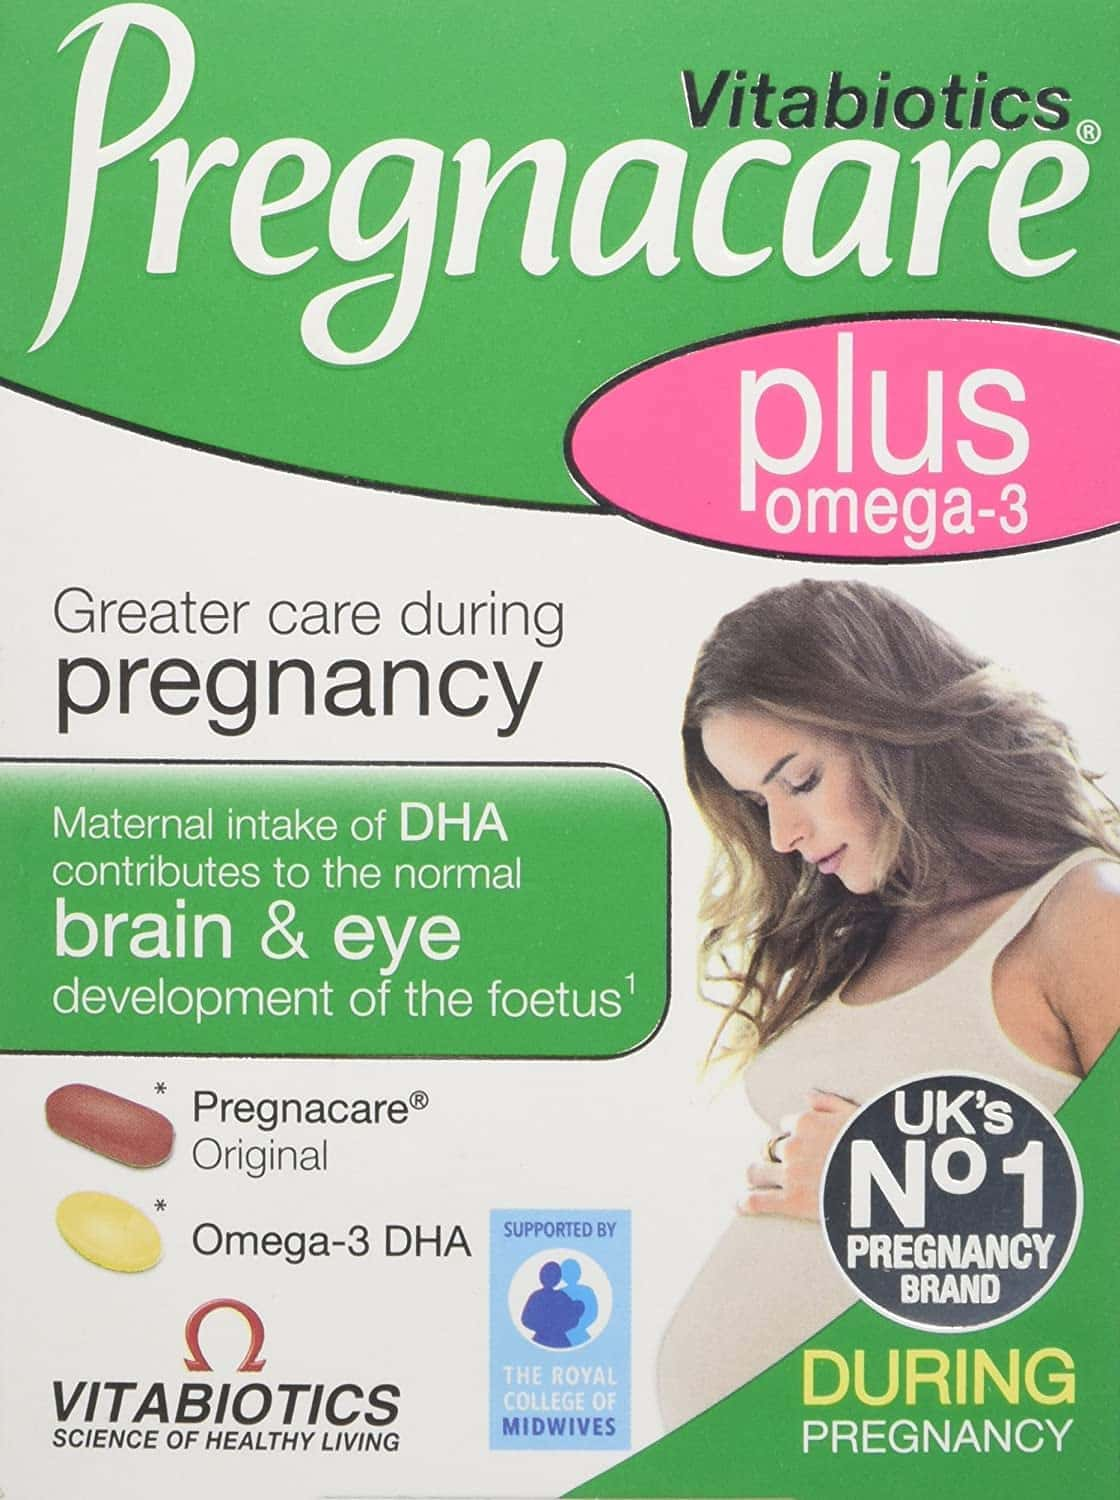 Vitabiotics
Pregnacare®
plus
omega-3
Greater care during
pregnancy
Maternal intake of DHA
contributes to the normal
brain & eye
development of the foetus¹
* Pregnacare®
Original
* Omega-3 DHA
SUPPORTED BY
THE ROYAL
COLLEGE OF
MIDWIVES
VITABIOTICS
SCIENCE OF HEALTHY LIVING
UK's
No 1
PREGNANCY
BRAND
DURING
PREGNANCY